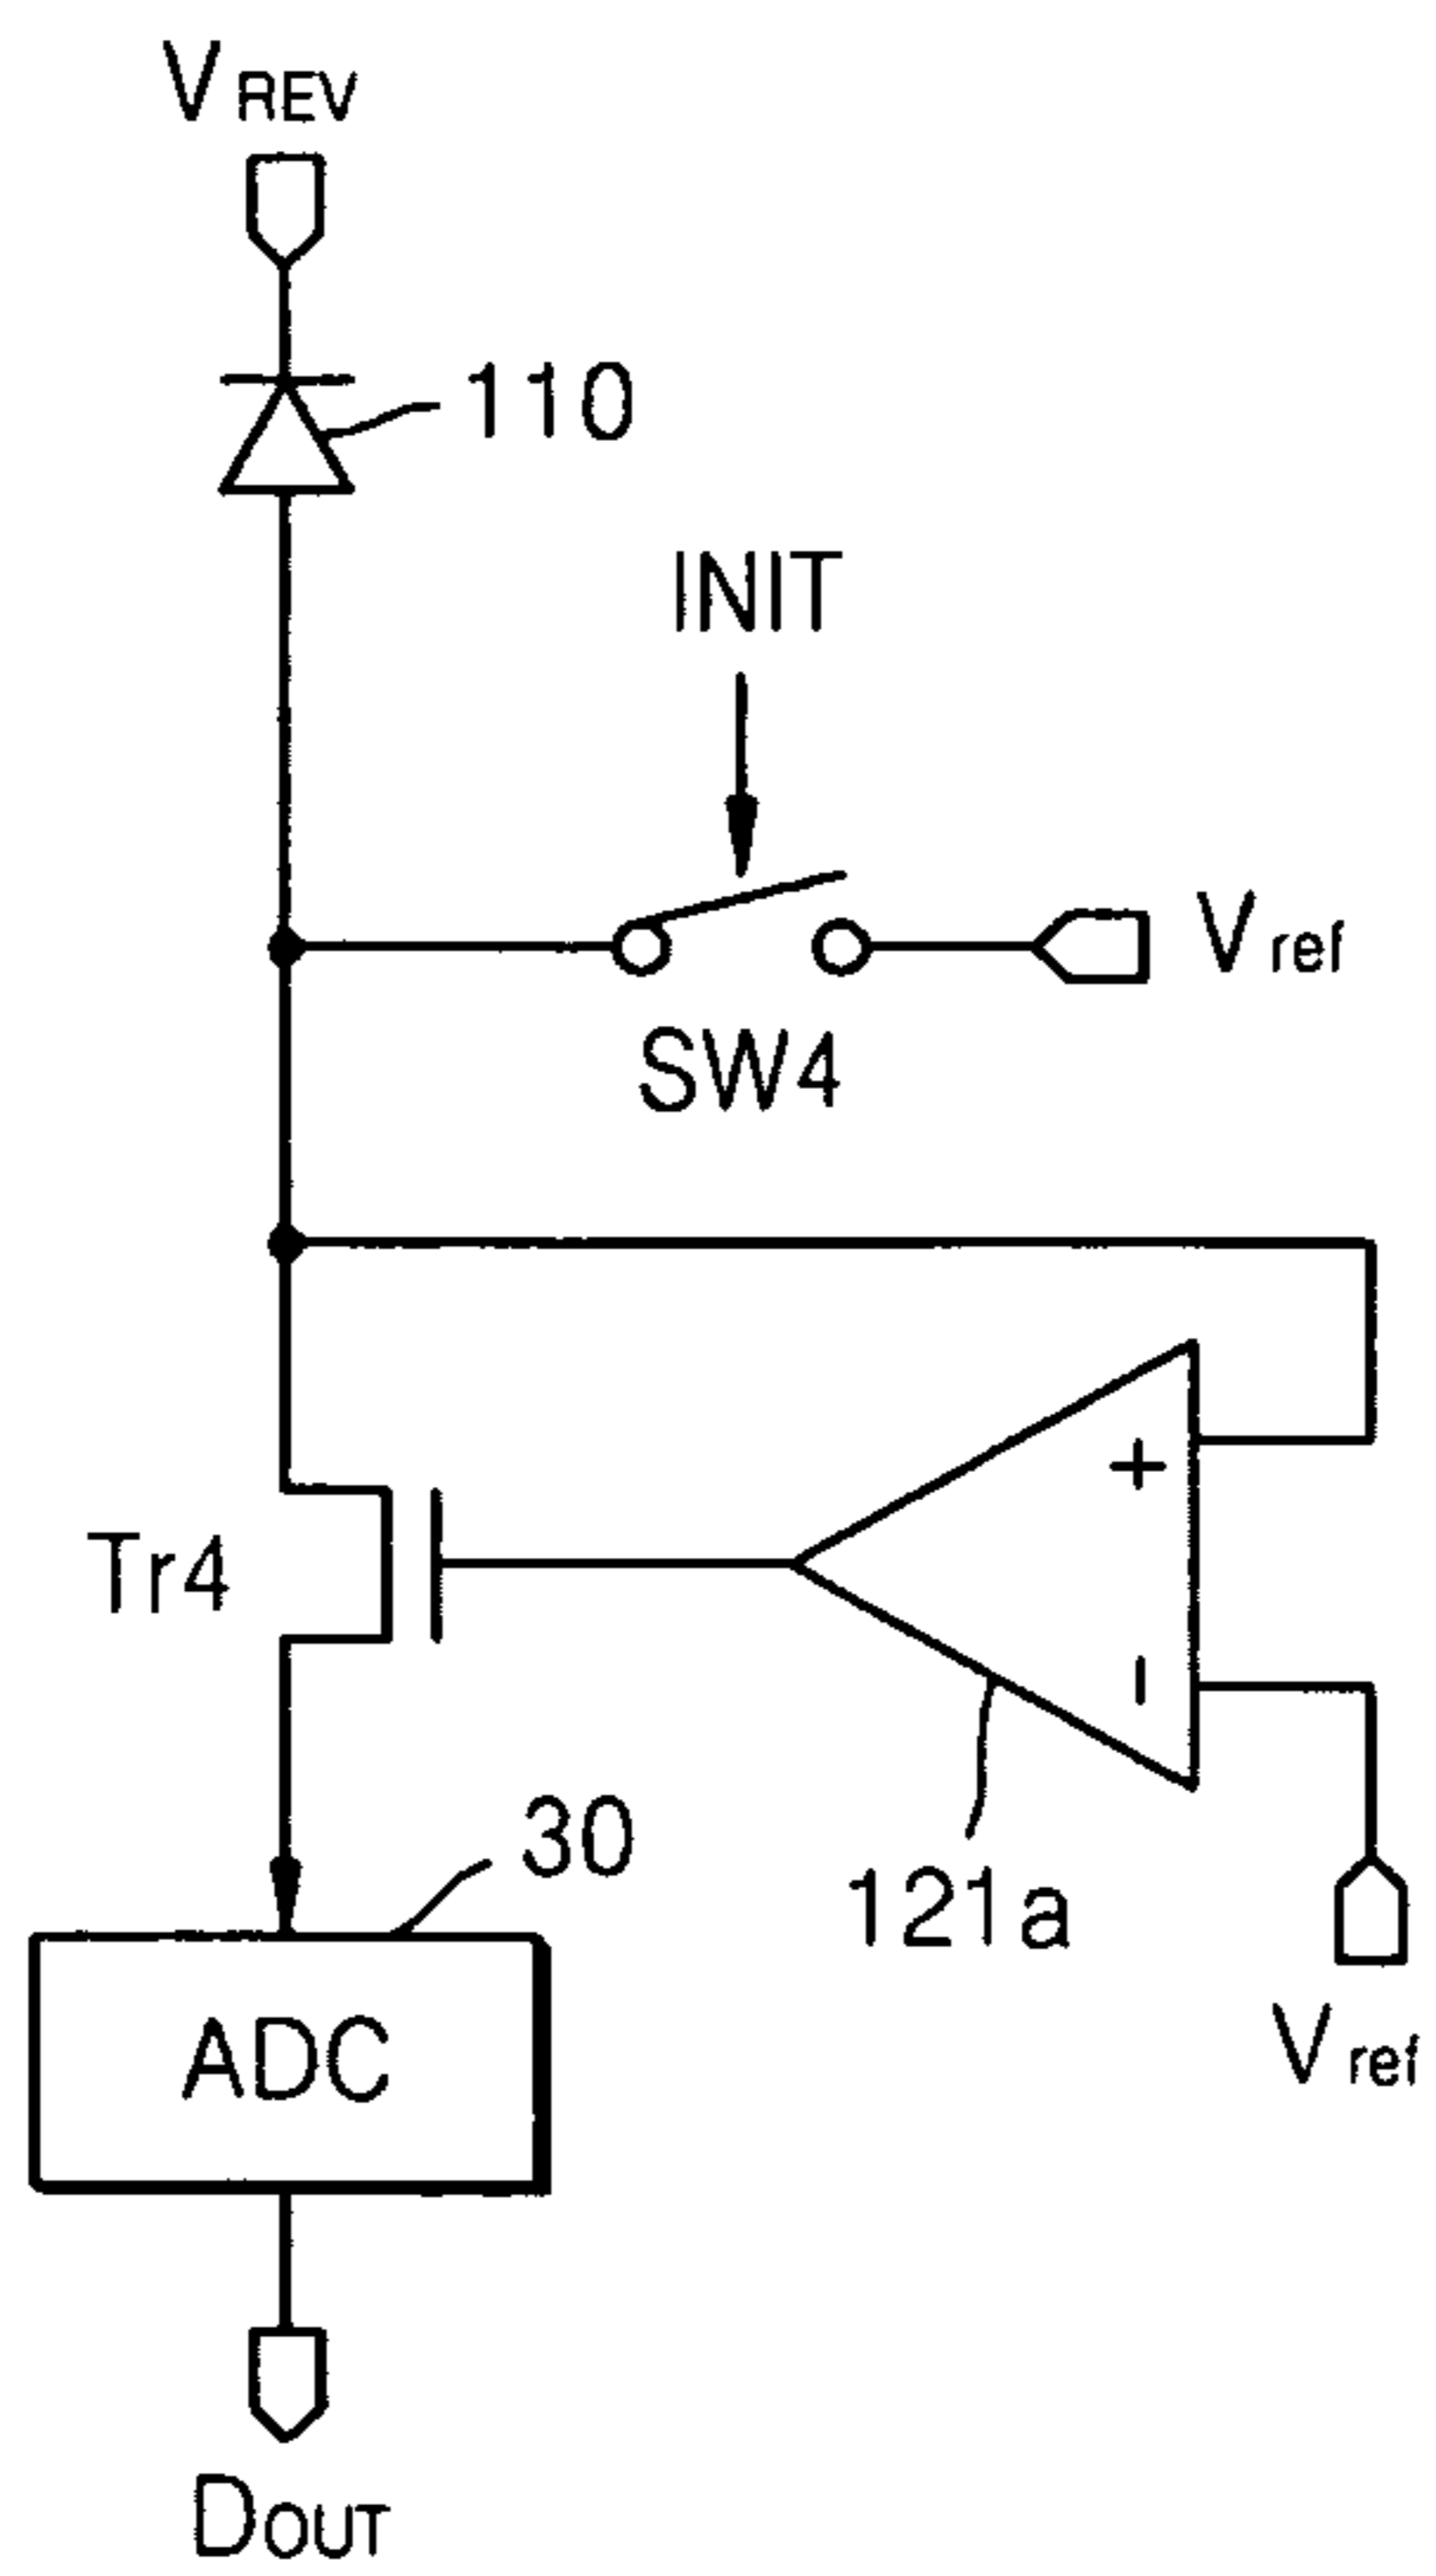 VREV
110
INIT
Vref
SW4
+
Tr4
−
30
121a
ADC
Vref
DOUT